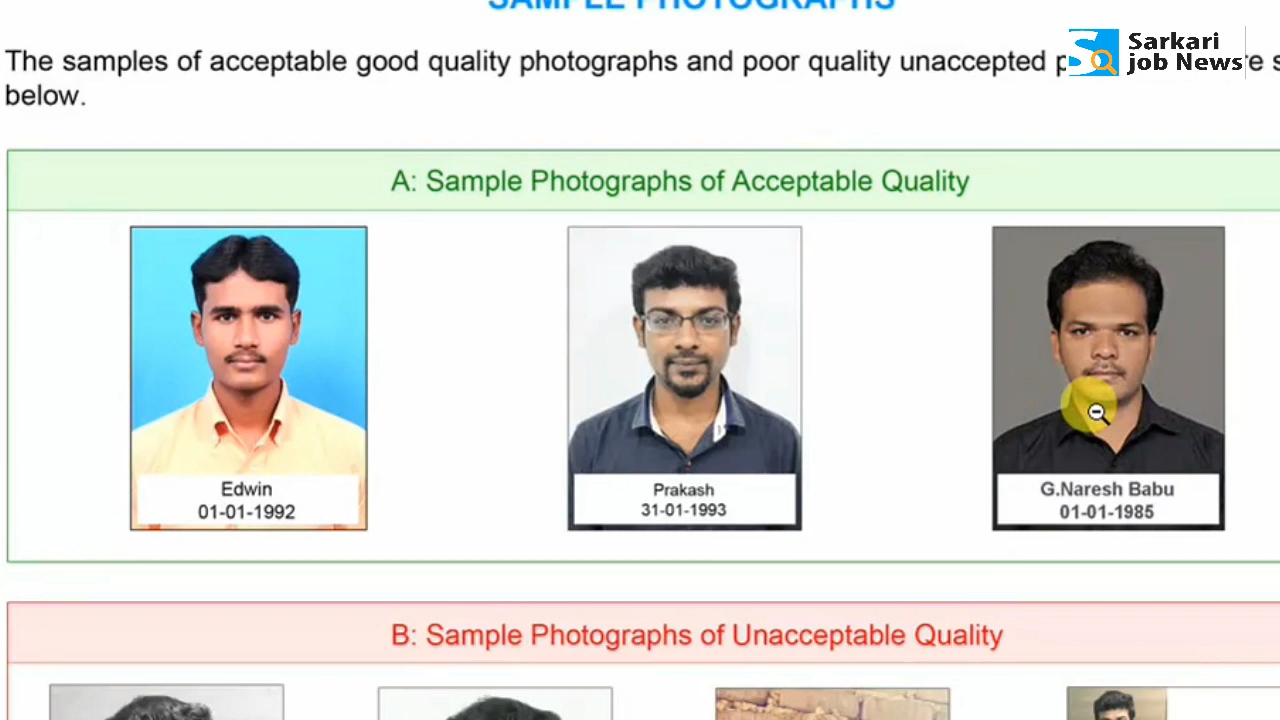 SAMPLE PHOTOGRAPHS
The samples of acceptable good quality photographs and poor quality unaccepted
below.
Sarkari
job News
A: Sample Photographs of Acceptable Quality
Edwin
01-01-1992
Prakash
31-01-1993
G.Naresh Babu
01-01-1985
B: Sample Photographs of Unacceptable Quality